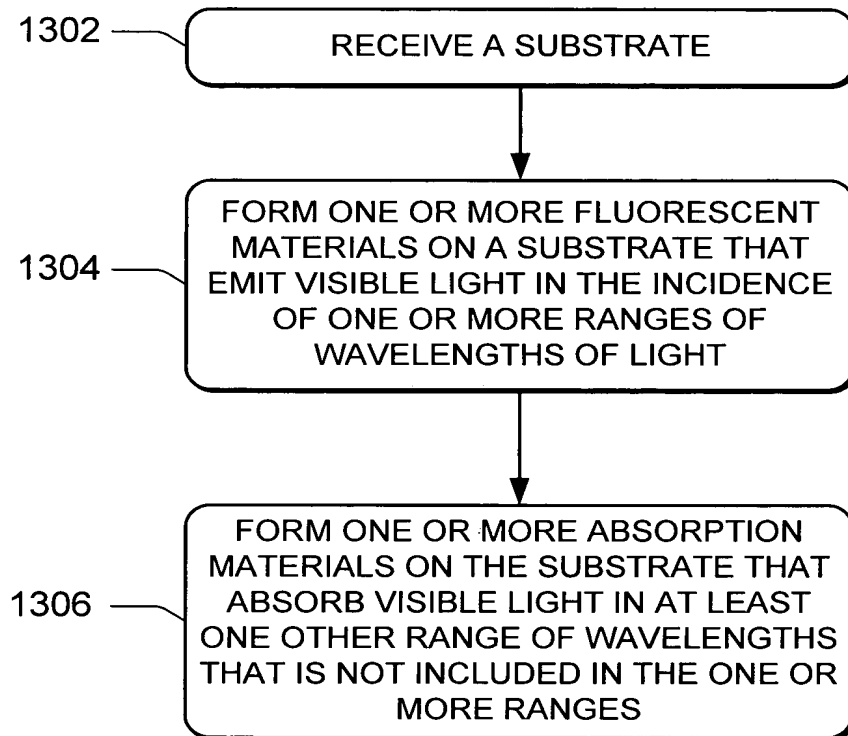 1302
RECEIVE A SUBSTRATE
1304
FORM ONE OR MORE FLUORESCENT
MATERIALS ON A SUBSTRATE THAT
EMIT VISIBLE LIGHT IN THE INCIDENCE
OF ONE OR MORE RANGES OF
WAVELENGTHS OF LIGHT
1306
FORM ONE OR MORE ABSORPTION
MATERIALS ON THE SUBSTRATE THAT
ABSORB VISIBLE LIGHT IN AT LEAST
ONE OTHER RANGE OF WAVELENGTHS
THAT IS NOT INCLUDED IN THE ONE OR
MORE RANGES